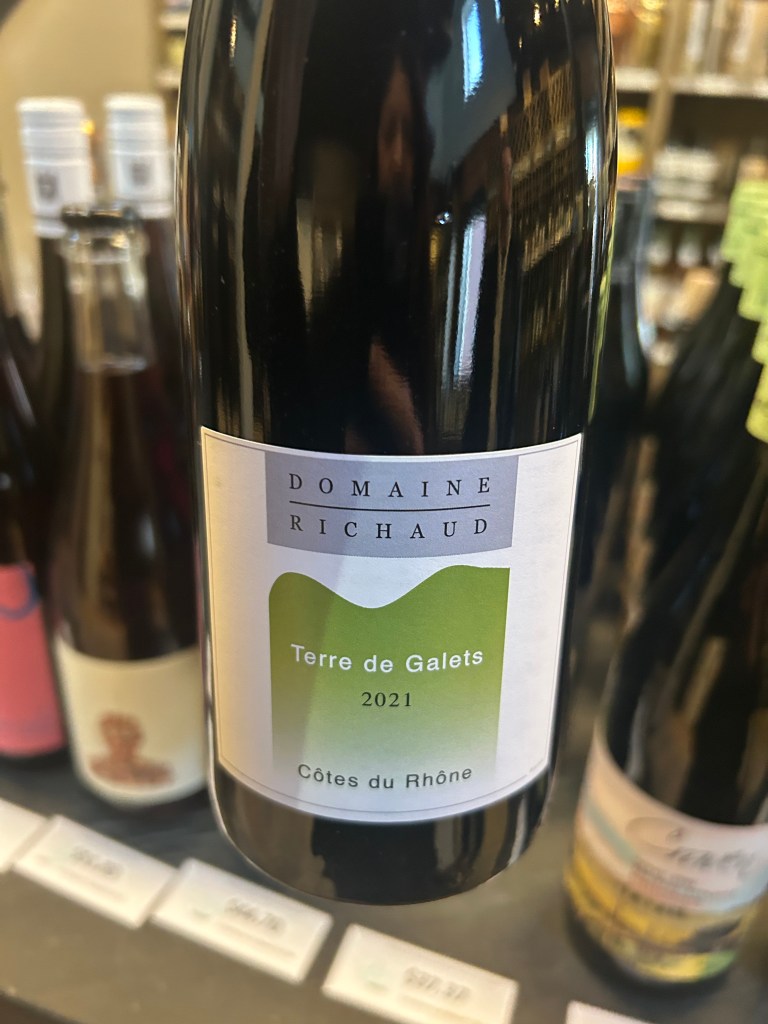 DOMAINE
RICHAUD
Terre de Galets
2021
Côtes du Rhône